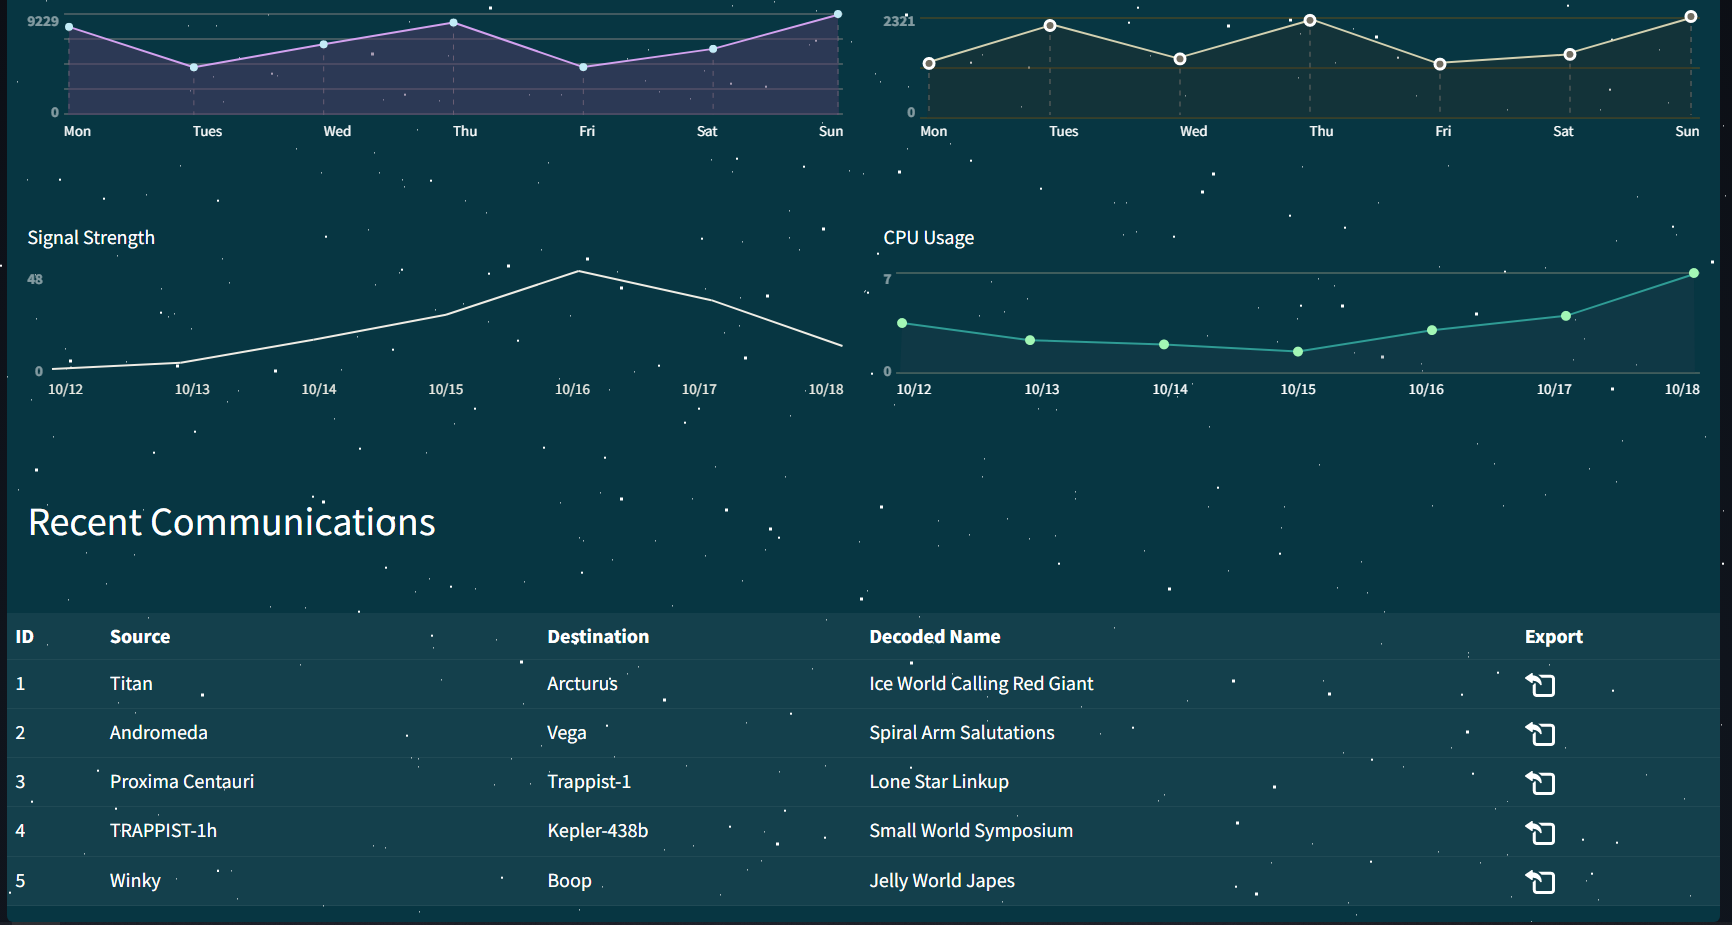 9229
0
Mon Tues Wed Thu Fri Sat Sun
2321
0
Mon Tues Wed Thu Fri Sat Sun
Signal Strength
48
0
10/12 10/13 10/14 10/15 10/16 10/17 10/18
CPU Usage
7
0
10/12 10/13 10/14 10/15 10/16 10/17 10/18
Recent Communications
ID Source Destination Decoded Name Export
1 Titan Arcturus Ice World Calling Red Giant
2 Andromeda Vega Spiral Arm Salutations
3 Proxima Centauri Trappist-1 Lone Star Linkup
4 TRAPPIST-1h Kepler-438b Small World Symposium
5 Winky Boop Jelly World Japes